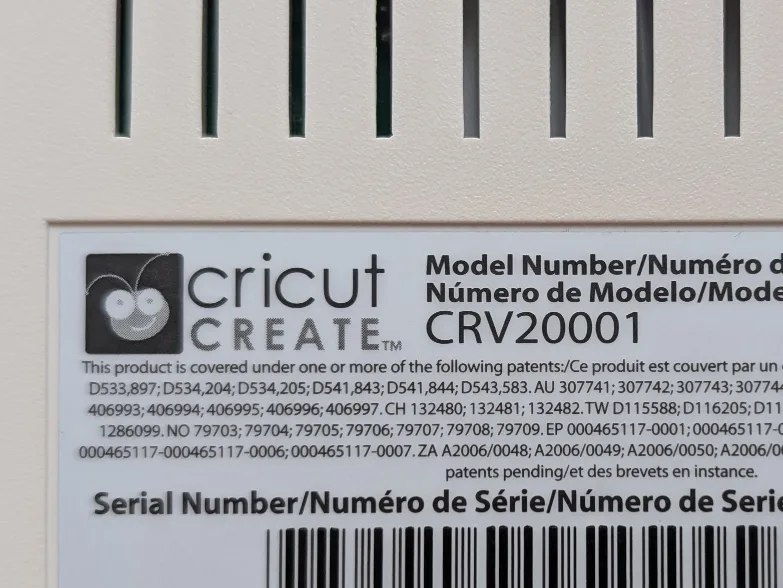 cricut
CREATE™
Model Number/Numéro d
Número de Modelo/Mode
CRV20001
This product is covered under one or more of the following patents:/Ce produit est couvert par un
D533,897; D534,204; D534,205; D541,843; D541,844; D543,583. AU 307741; 307742; 307743; 307744
406993; 406994; 406995; 406996; 406997. CH 132480; 132481; 132482. TW D115588; D116205; D11
1286099. NO 79703; 79704; 79705; 79706; 79707; 79708; 79709. EP 000465117-0001; 000465117-0
000465117-000465117-0006; 000465117-0007. ZA A2006/0048; A2006/0049; A2006/0050; A2006/00
patents pending/et des brevets en instance.
Serial Number/Numéro de Série/Número de Serie